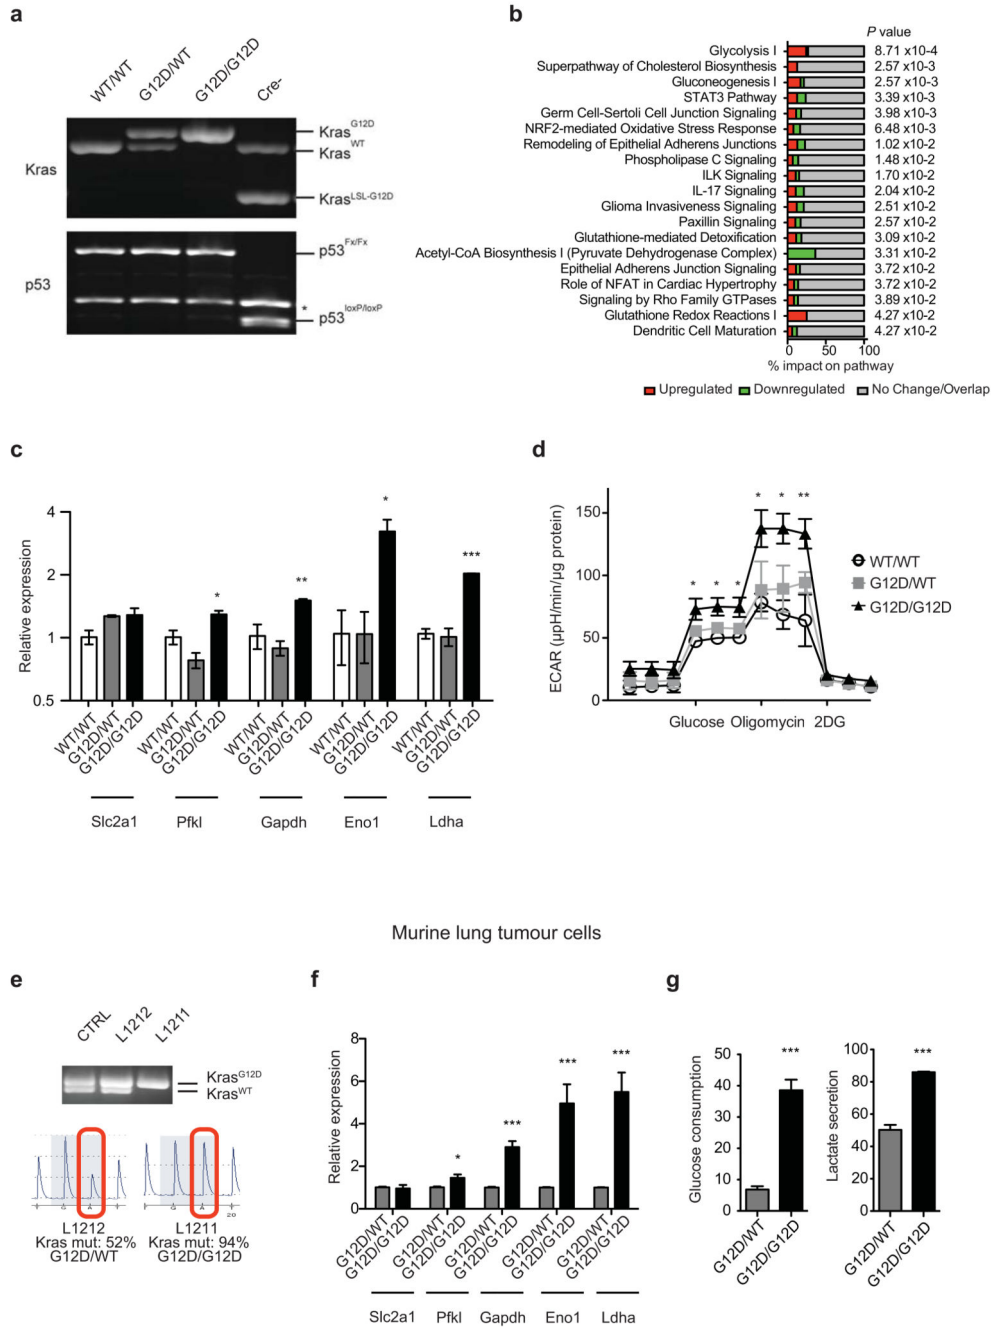 a
WT/WT
G12D/WT
G12D/G12D
Cre-
Kras
Kras G12D
Kras WT
Kras LSL-G12D
p53
p53 Fx/Fx
*
p53 loxP/loxP
b
P value
Glycolysis I 8.71 x10-4
Superpathway of Cholesterol Biosynthesis 2.57 x10-3
Gluconeogenesis I 2.57 x10-3
STAT3 Pathway 3.39 x10-3
Germ Cell-Sertoli Cell Junction Signaling 3.98 x10-3
NRF2-mediated Oxidative Stress Response 6.48 x10-3
Remodeling of Epithelial Adherens Junctions 1.02 x10-2
Phospholipase C Signaling 1.48 x10-2
ILK Signaling 1.70 x10-2
IL-17 Signaling 2.04 x10-2
Glioma Invasiveness Signaling 2.51 x10-2
Paxillin Signaling 2.57 x10-2
Glutathione-mediated Detoxification 3.09 x10-2
Acetyl-CoA Biosynthesis I (Pyruvate Dehydrogenase Complex) 3.31 x10-2
Epithelial Adherens Junction Signaling 3.72 x10-2
Role of NFAT in Cardiac Hypertrophy 3.72 x10-2
Signaling by Rho Family GTPases 3.89 x10-2
Glutathione Redox Reactions I 4.27 x10-2
Dendritic Cell Maturation 4.27 x10-2
0 50 100
% impact on pathway
Upregulated Downregulated No Change/Overlap
c
Relative expression
4
2
1
0.5
* ** * ***
WT/WT G12D/WT G12D/G12D WT/WT G12D/WT G12D/G12D WT/WT G12D/WT G12D/G12D WT/WT G12D/WT G12D/G12D WT/WT G12D/WT G12D/G12D
Slc2a1 Pfkl Gapdh Eno1 Ldha
d
ECAR (µpH/min/µg protein)
150
100
50
0
* * * * * **
Glucose Oligomycin 2DG
WT/WT
G12D/WT
G12D/G12D
Murine lung tumour cells
e
CTRL
L1212
L1211
Kras G12D
Kras WT
G A G A
20
L1212 L1211
Kras mut: 52% Kras mut: 94%
G12D/WT G12D/G12D
f
Relative expression
8
6
4
2
0
* *** *** ***
G12D/WT G12D/G12D G12D/WT G12D/G12D G12D/WT G12D/G12D G12D/WT G12D/G12D G12D/WT G12D/G12D
Slc2a1 Pfkl Gapdh Eno1 Ldha
g
Glucose consumption
50
40
30
20
10
0
***
G12D/WT G12D/G12D
Lactate secretion
100
80
60
40
20
0
***
G12D/WT G12D/G12D